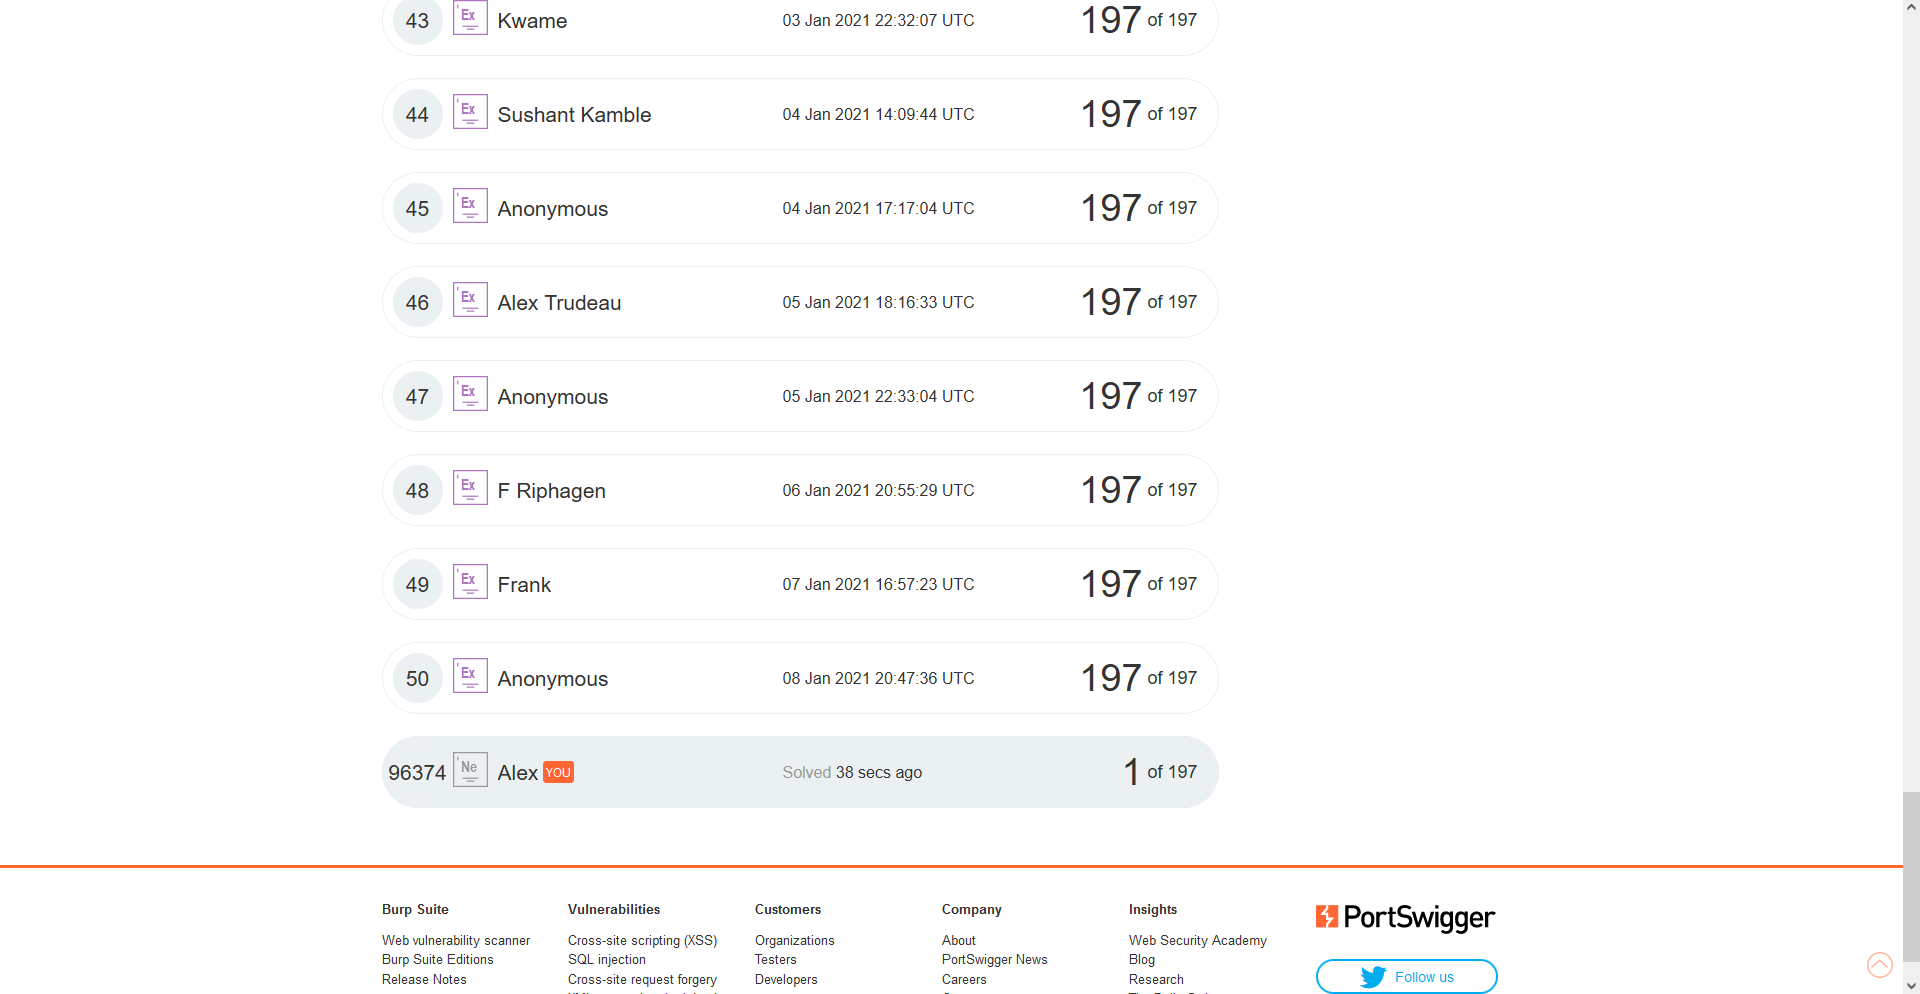 43 Ex Kwame 03 Jan 2021 22:32:07 UTC 197 of 197
44 Ex Sushant Kamble 04 Jan 2021 14:09:44 UTC 197 of 197
45 Ex Anonymous 04 Jan 2021 17:17:04 UTC 197 of 197
46 Ex Alex Trudeau 05 Jan 2021 18:16:33 UTC 197 of 197
47 Ex Anonymous 05 Jan 2021 22:33:04 UTC 197 of 197
48 Ex F Riphagen 06 Jan 2021 20:55:29 UTC 197 of 197
49 Ex Frank 07 Jan 2021 16:57:23 UTC 197 of 197
50 Ex Anonymous 08 Jan 2021 20:47:36 UTC 197 of 197
96374 Ne Alex YOU Solved 38 secs ago 1 of 197
Burp Suite
Web vulnerability scanner
Burp Suite Editions
Release Notes
Vulnerabilities
Cross-site scripting (XSS)
SQL injection
Cross-site request forgery
Customers
Organizations
Testers
Developers
Company
About
PortSwigger News
Careers
Insights
Web Security Academy
Blog
Research
PortSwigger
Follow us